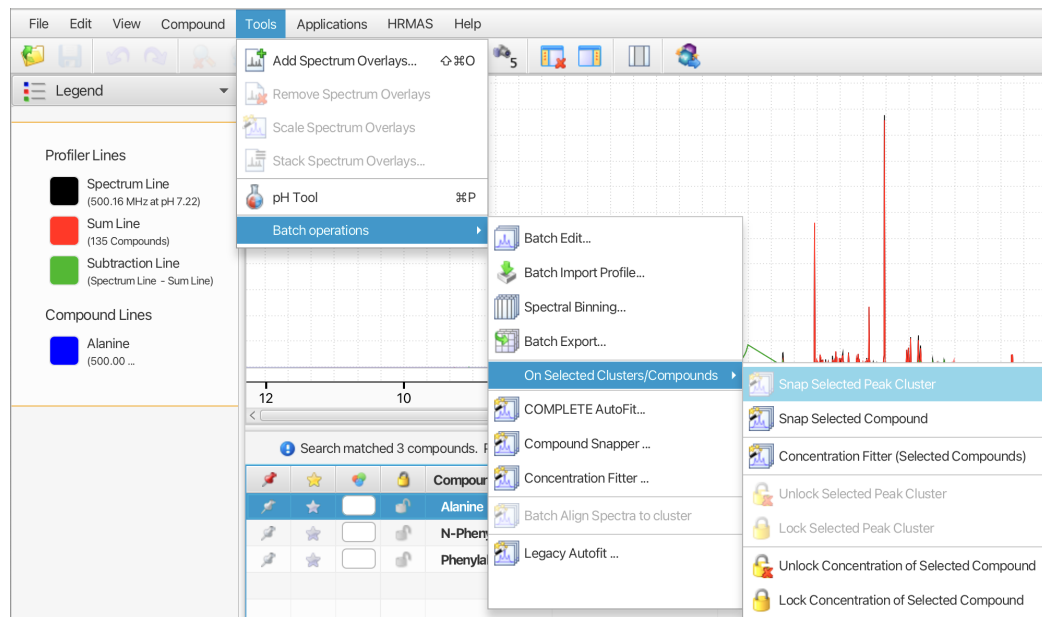 File Edit View Compound Tools Applications HRMAS Help
5
Legend
Profiler Lines
Spectrum Line
(500.16 MHz at pH 7.22)
Sum Line
(135 Compounds)
Subtraction Line
(Spectrum Line - Sum Line)
Compound Lines
Alanine
(500.00 ...
Add Spectrum Overlays... ⇧⌘O
Remove Spectrum Overlays
Scale Spectrum Overlays
Stack Spectrum Overlays...
pH Tool ⌘P
Batch operations
Batch Edit...
Batch Import Profile...
Spectral Binning...
Batch Export...
On Selected Clusters/Compounds
COMPLETE AutoFit...
Compound Snapper ...
Concentration Fitter ...
Batch Align Spectra to cluster
Legacy Autofit ...
Snap Selected Peak Cluster
Snap Selected Compound
Concentration Fitter (Selected Compounds)
Unlock Selected Peak Cluster
Lock Selected Peak Cluster
Unlock Concentration of Selected Compound
Lock Concentration of Selected Compound
12 10
Search matched 3 compounds.
Compour
Alanine
N-Pheny
Phenylal